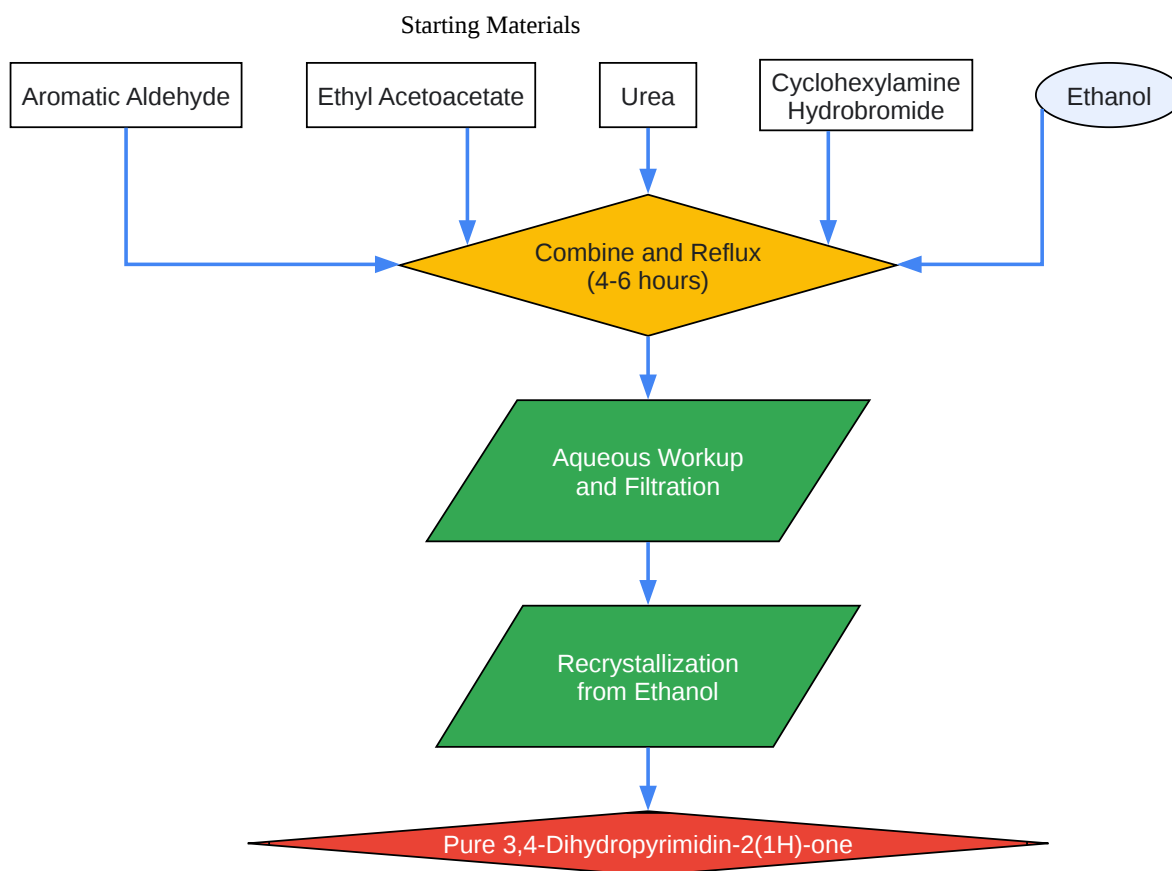 Starting Materials
Aromatic Aldehyde
Ethyl Acetoacetate
Urea
Cyclohexylamine
Hydrobromide
Ethanol
Combine and Reflux
(4-6 hours)
Aqueous Workup
and Filtration
Recrystallization
from Ethanol
Pure 3,4-Dihydropyrimidin-2(1H)-one